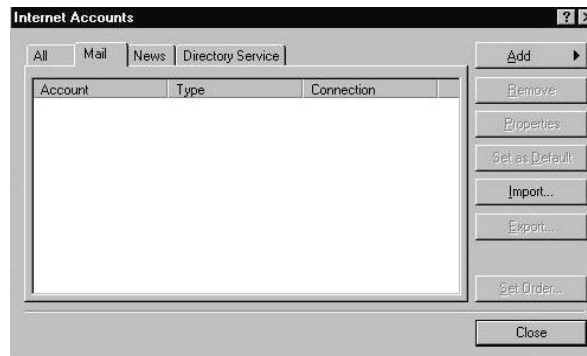 Internet Accounts
All Mail News Directory Service
Account Type Connection
Add
Remove
Properties
Set as Default
Import...
Export...
Set Order...
Close